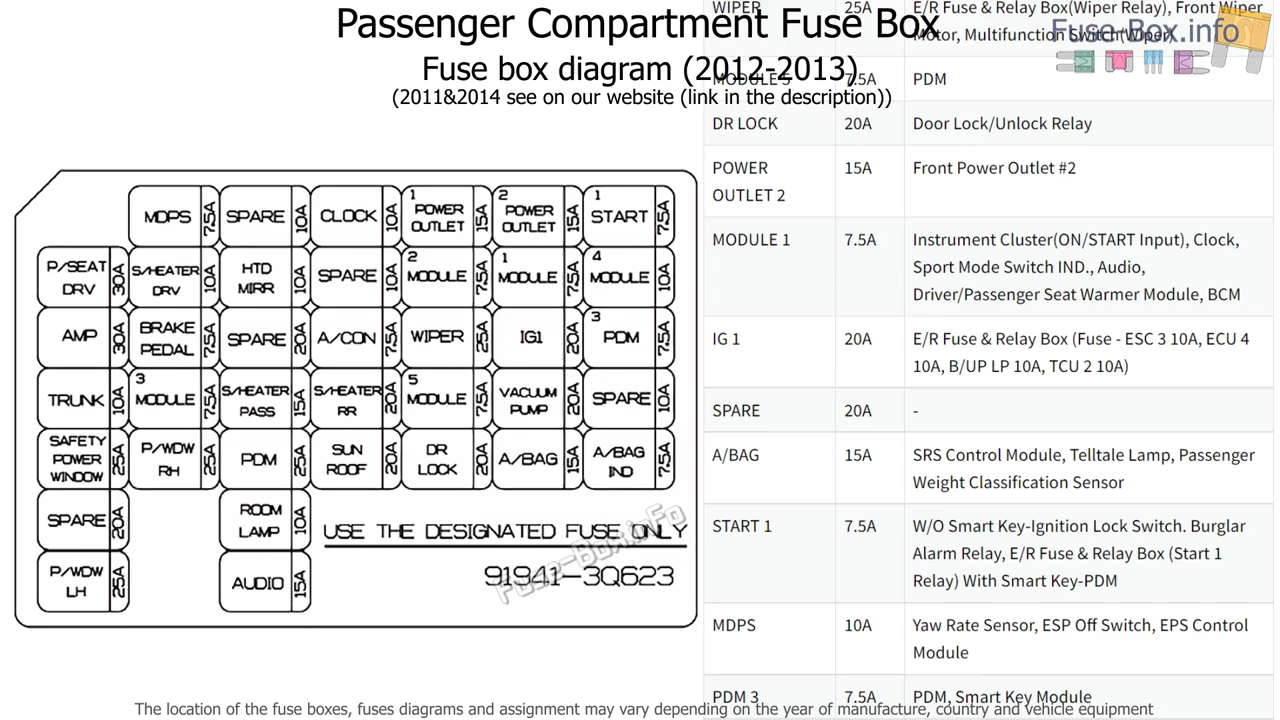 Passenger Compartment Fuse Box
Fuse box diagram (2012-2013)
(2011&2014 see on our website (link in the description))
Fuse-Box.info
MDPS 7.5A SPARE 10A CLOCK 10A 1 POWER OUTLET 15A 2 POWER OUTLET 15A 1 START 7.5A
P/SEAT DRV 30A S/HEATER DRV 10A HTD MIRR 10A SPARE 10A 2 MODULE 7.5A 1 MODULE 7.5A 4 MODULE 10A
AMP 30A BRAKE PEDAL 7.5A SPARE 20A A/CON 7.5A WIPER 25A IG1 20A 3 PDM 7.5A
TRUNK 10A 3 MODULE 7.5A S/HEATER PASS 15A S/HEATER RR 20A 5 MODULE 7.5A VACUUM PUMP 20A SPARE 10A
SAFETY POWER WINDOW 25A P/WDW RH 25A PDM 25A SUN ROOF 20A DR LOCK 20A A/BAG 15A A/BAG IND 7.5A
SPARE 20A ROOM LAMP 10A
P/WDW LH 25A AUDIO 15A
USE THE DESIGNATED FUSE ONLY
91941-3Q623
Fuse-Box.inFo
WIPER 25A E/R Fuse & Relay Box(Wiper Relay), Front Wiper
Motor, Multifunction Switch(Wiper)
MODULE 5 7.5A PDM
DR LOCK 20A Door Lock/Unlock Relay
POWER 15A Front Power Outlet #2
OUTLET 2
MODULE 1 7.5A Instrument Cluster(ON/START Input), Clock,
Sport Mode Switch IND., Audio,
Driver/Passenger Seat Warmer Module, BCM
IG 1 20A E/R Fuse & Relay Box (Fuse - ESC 3 10A, ECU 4
10A, B/UP LP 10A, TCU 2 10A)
SPARE 20A -
A/BAG 15A SRS Control Module, Telltale Lamp, Passenger
Weight Classification Sensor
START 1 7.5A W/O Smart Key-Ignition Lock Switch. Burglar
Alarm Relay, E/R Fuse & Relay Box (Start 1
Relay) With Smart Key-PDM
MDPS 10A Yaw Rate Sensor, ESP Off Switch, EPS Control
Module
PDM 3 7.5A PDM, Smart Key Module
The location of the fuse boxes, fuses diagrams and assignment may vary depending on the year of manufacture, country and vehicle equipment